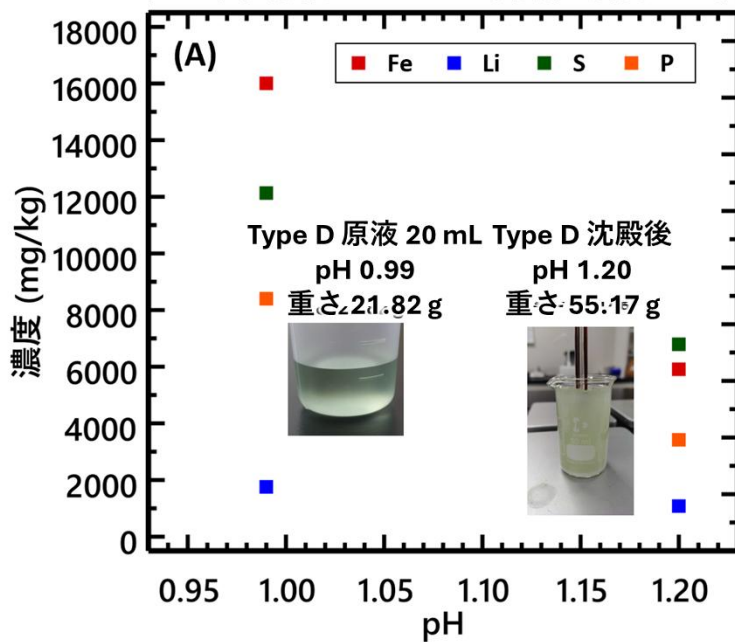 (A)
Fe Li S P
18000
16000
14000
12000
10000
8000
6000
4000
2000
0
濃度 (mg/kg)
Type D 原液 20 mL
pH 0.99
重さ 21.82 g
Type D 沈殿後
pH 1.20
重さ 55.17 g
0.95 1.00 1.05 1.10 1.15 1.20
pH